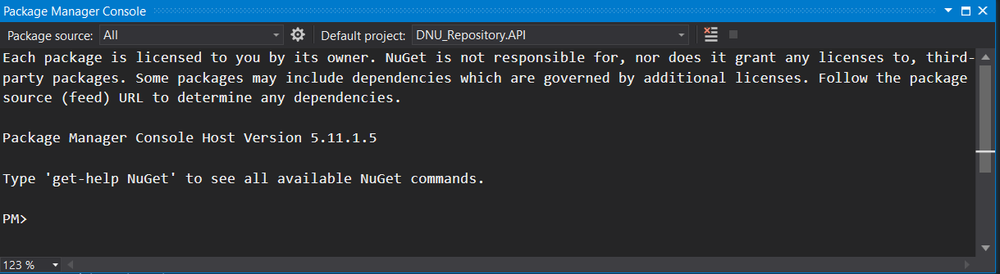 Package Manager Console
Package source: All Default project: DNU_Repository.API
Each package is licensed to you by its owner. NuGet is not responsible for, nor does it grant any licenses to, third-
party packages. Some packages may include dependencies which are governed by additional licenses. Follow the package
source (feed) URL to determine any dependencies.
Package Manager Console Host Version 5.11.1.5
Type 'get-help NuGet' to see all available NuGet commands.
PM>
123 %